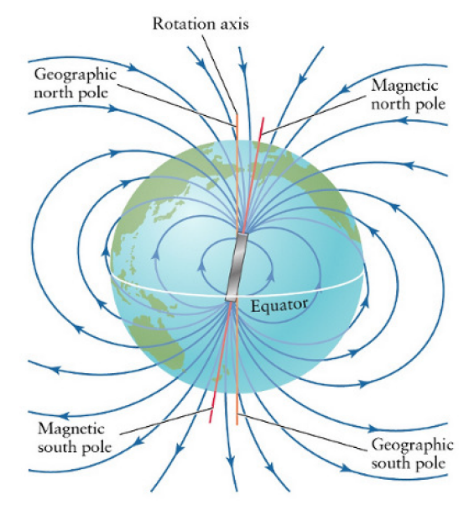 Rotation axis
Geographic
north pole
Magnetic
north pole
Equator
Magnetic
south pole
Geographic
south pole